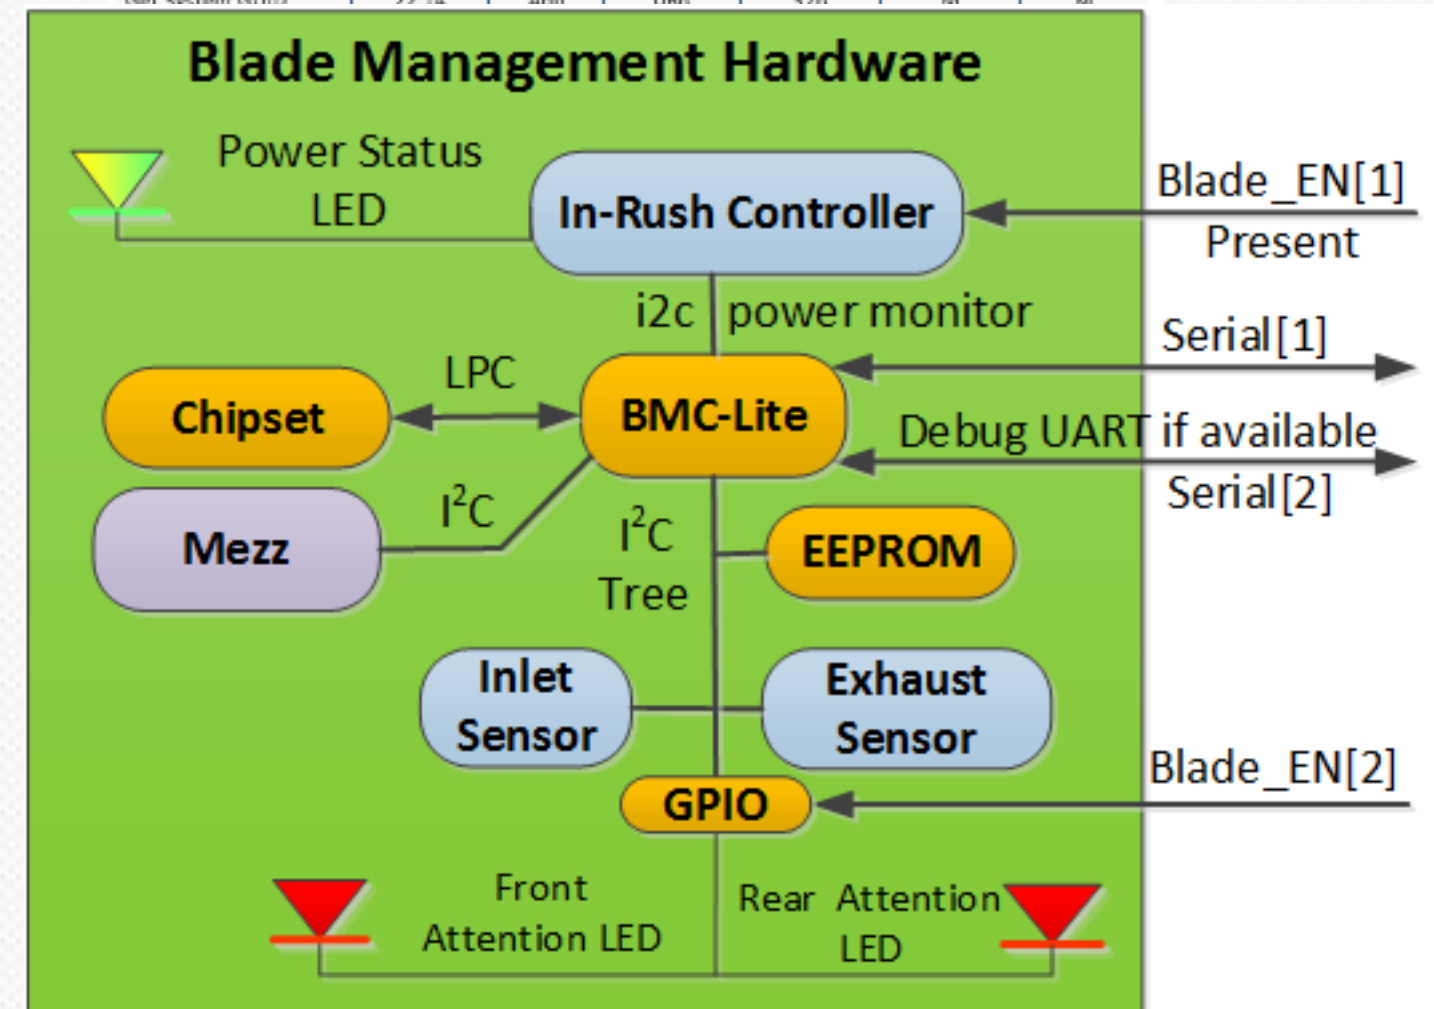 Blade Management Hardware
Power Status
LED
In-Rush Controller
Blade_EN[1]
Present
i2c power monitor
Serial[1]
LPC
Chipset
BMC-Lite
Debug UART if available
Serial[2]
I²C
Mezz
I²C
Tree
EEPROM
Inlet
Sensor
Exhaust
Sensor
Blade_EN[2]
GPIO
Front
Attention LED
Rear Attention
LED